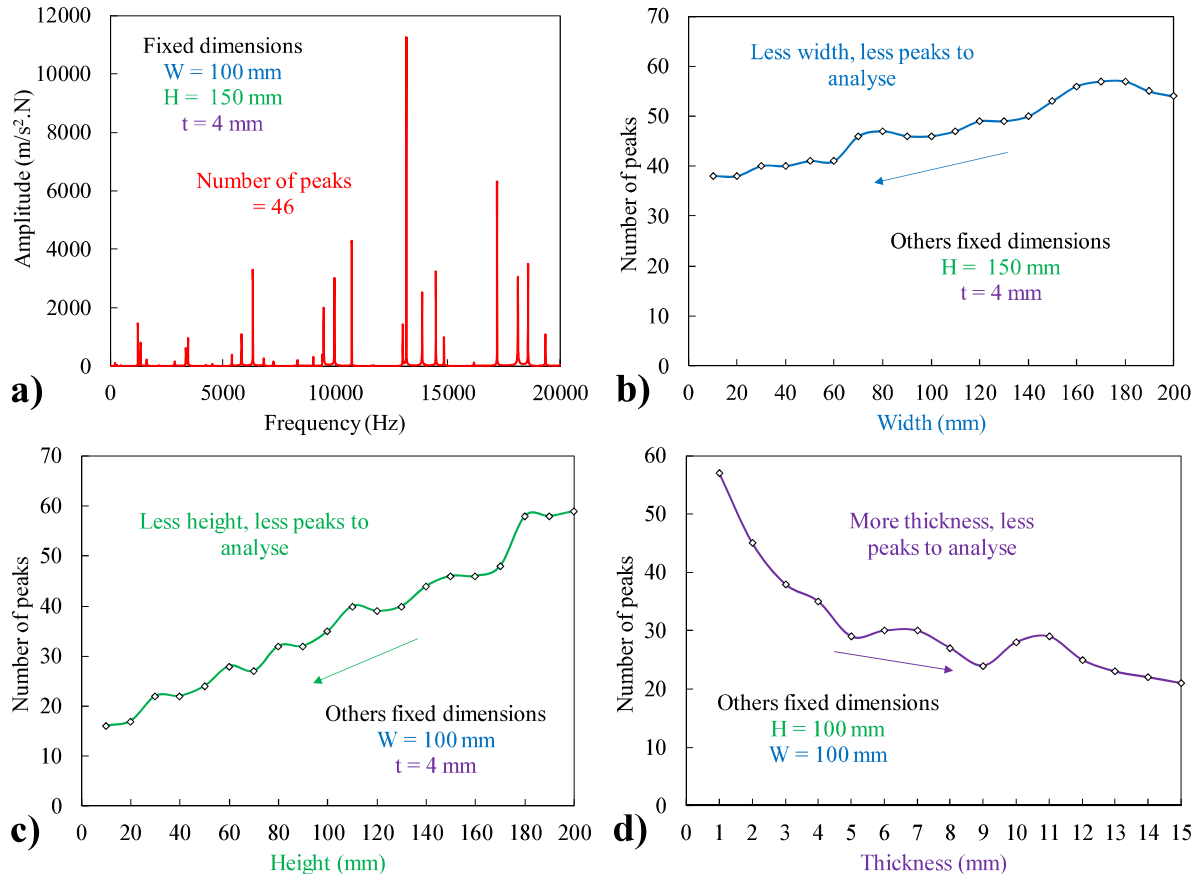 12000
10000
8000
6000
4000
2000
0
Amplitude (m/s².N)
Fixed dimensions
W = 100 mm
H =  150 mm
t = 4 mm
Number of peaks
= 46
0
5000
10000
15000
20000
Frequency (Hz)
a)
70
60
50
40
30
20
10
0
Number of peaks
Less width, less peaks to
analyse
Others fixed dimensions
H =  150 mm
t = 4 mm
0
20
40
60
80
100
120
140
160
180
200
Width (mm)
b)
70
60
50
40
30
20
10
0
Number of peaks
Less height, less peaks to
analyse
Others fixed dimensions
W = 100 mm
t = 4 mm
0
20
40
60
80
100
120
140
160
180
200
Height (mm)
c)
60
50
40
30
20
10
0
Number of peaks
More thickness, less
peaks to analyse
Others fixed dimensions
H = 100 mm
W = 100 mm
0
1
2
3
4
5
6
7
8
9
10
11
12
13
14
15
Thickness (mm)
d)